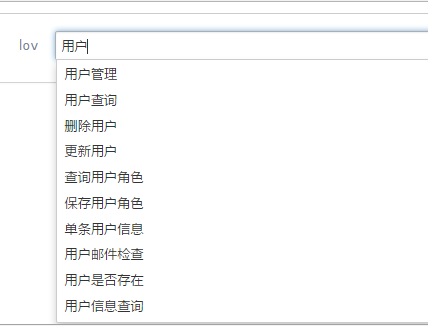 lov 用户
用户管理
用户查询
删除用户
更新用户
查询用户角色
保存用户角色
单条用户信息
用户邮件检查
用户是否存在
用户信息查询